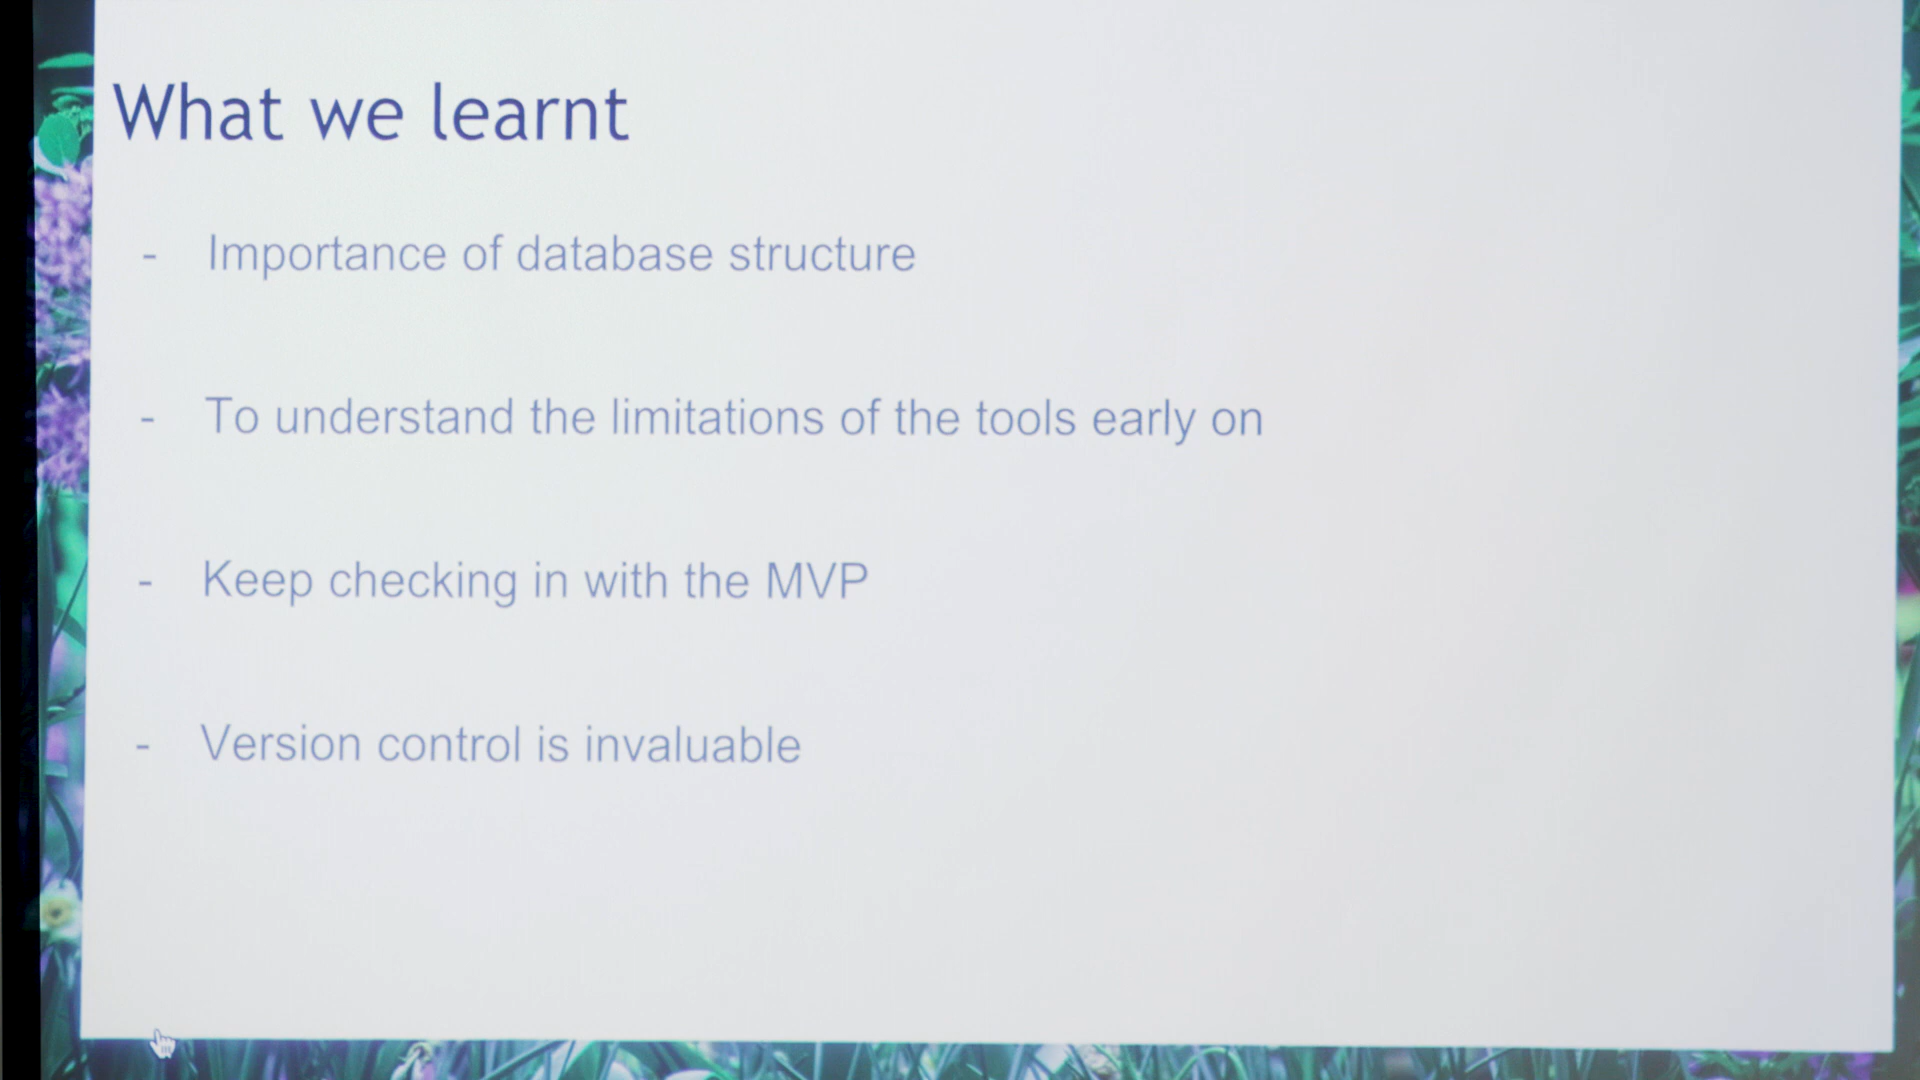 What we learnt
- Importance of database structure
- To understand the limitations of the tools early on
- Keep checking in with the MVP
- Version control is invaluable